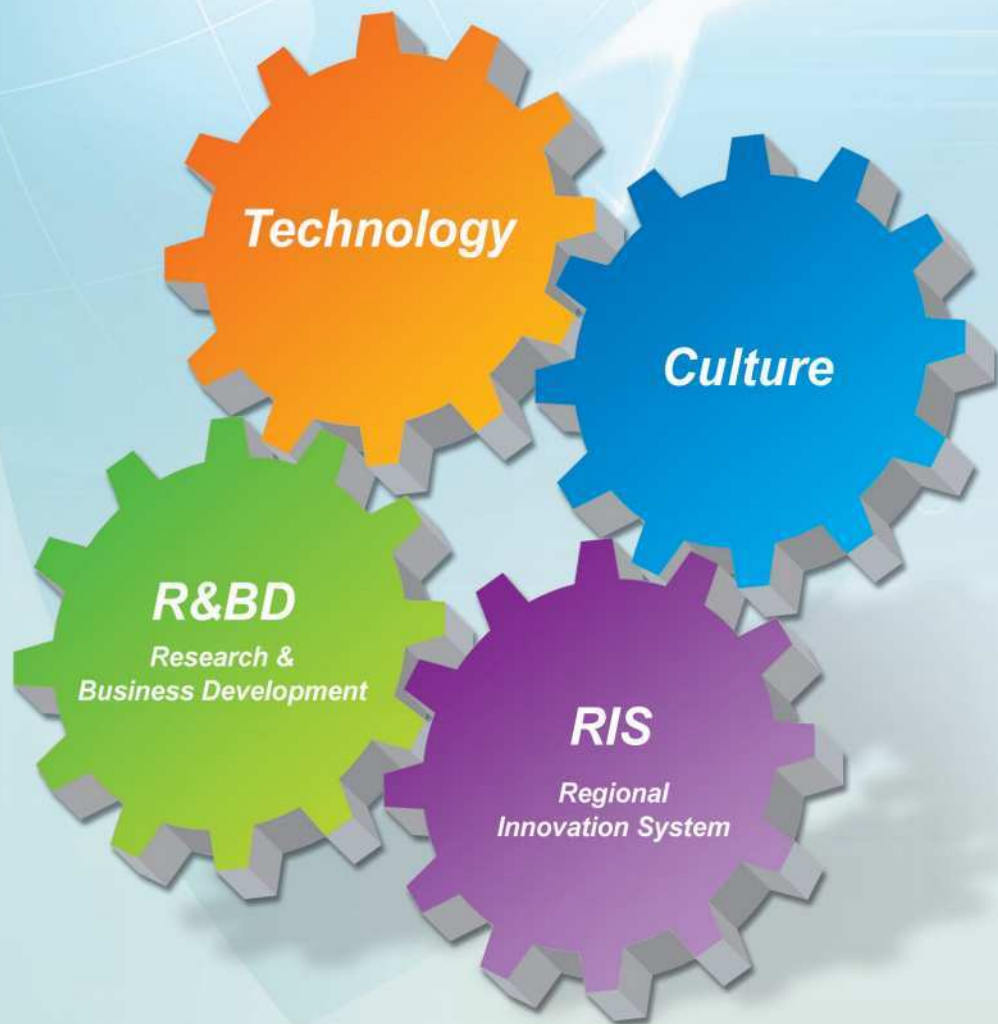 Technology
Culture
R&BD
Research &
Business Development
RIS
Regional
Innovation System